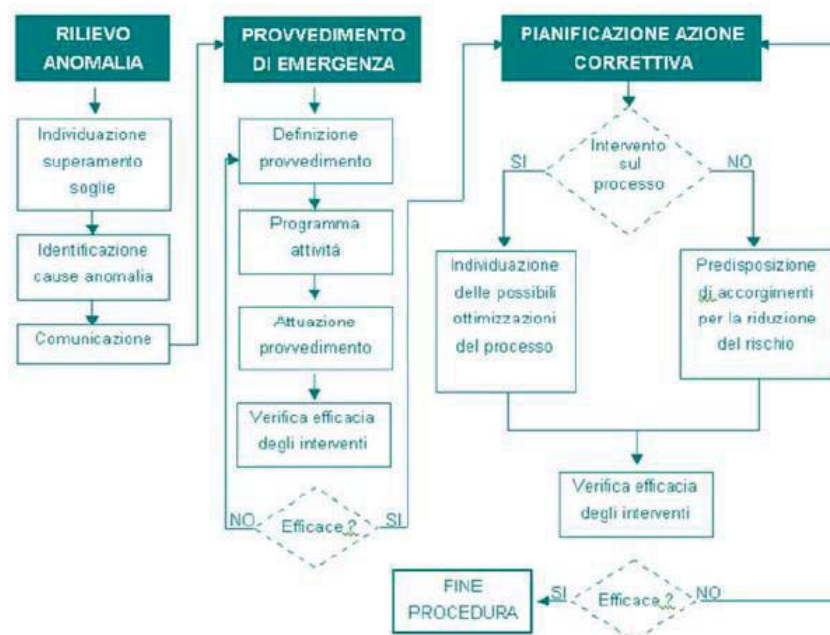 RILIEVO
ANOMALIA
Individuazione
superamento
soglie
Identificazione
cause anomalia
Comunicazione
PROVVEDIMENTO
DI EMERGENZA
Definizione
provvedimento
Programma
attività
Attuazione
provvedimento
Verifica efficacia
degli interventi
NO
Efficace ?
SI
PIANIFICAZIONE AZIONE
CORRETTIVA
SI
Intervento
sul
processo
NO
Individuazione
delle possibili
ottimizzazioni
del processo
Predisposizione
di accorgimenti
per la riduzione
del rischio
Verifica efficacia
degli interventi
FINE
PROCEDURA
SI
Efficace ?
NO